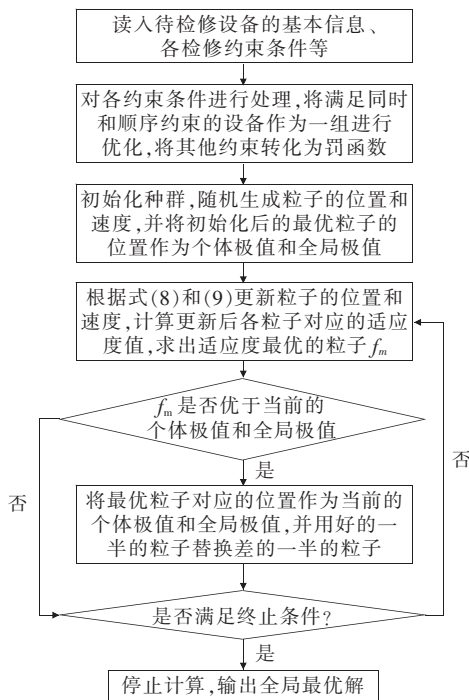 读入待检修设备的基本信息、
各检修约束条件等
对各约束条件进行处理,将满足同时
和顺序约束的设备作为一组进行
优化,将其他约束转化为罚函数
初始化种群,随机生成粒子的位置和
速度,并将初始化后的最优粒子的
位置作为个体极值和全局极值
根据式(8)和(9)更新粒子的位置和
速度,计算更新后各粒子对应的适应
度值,求出适应度最优的粒子fm
fm是否优于当前的
个体极值和全局极值
否
否
是
将最优粒子对应的位置作为当前的
个体极值和全局极值,并用好的一
半的粒子替换差的一半的粒子
是否满足终止条件?
是
停止计算,输出全局最优解